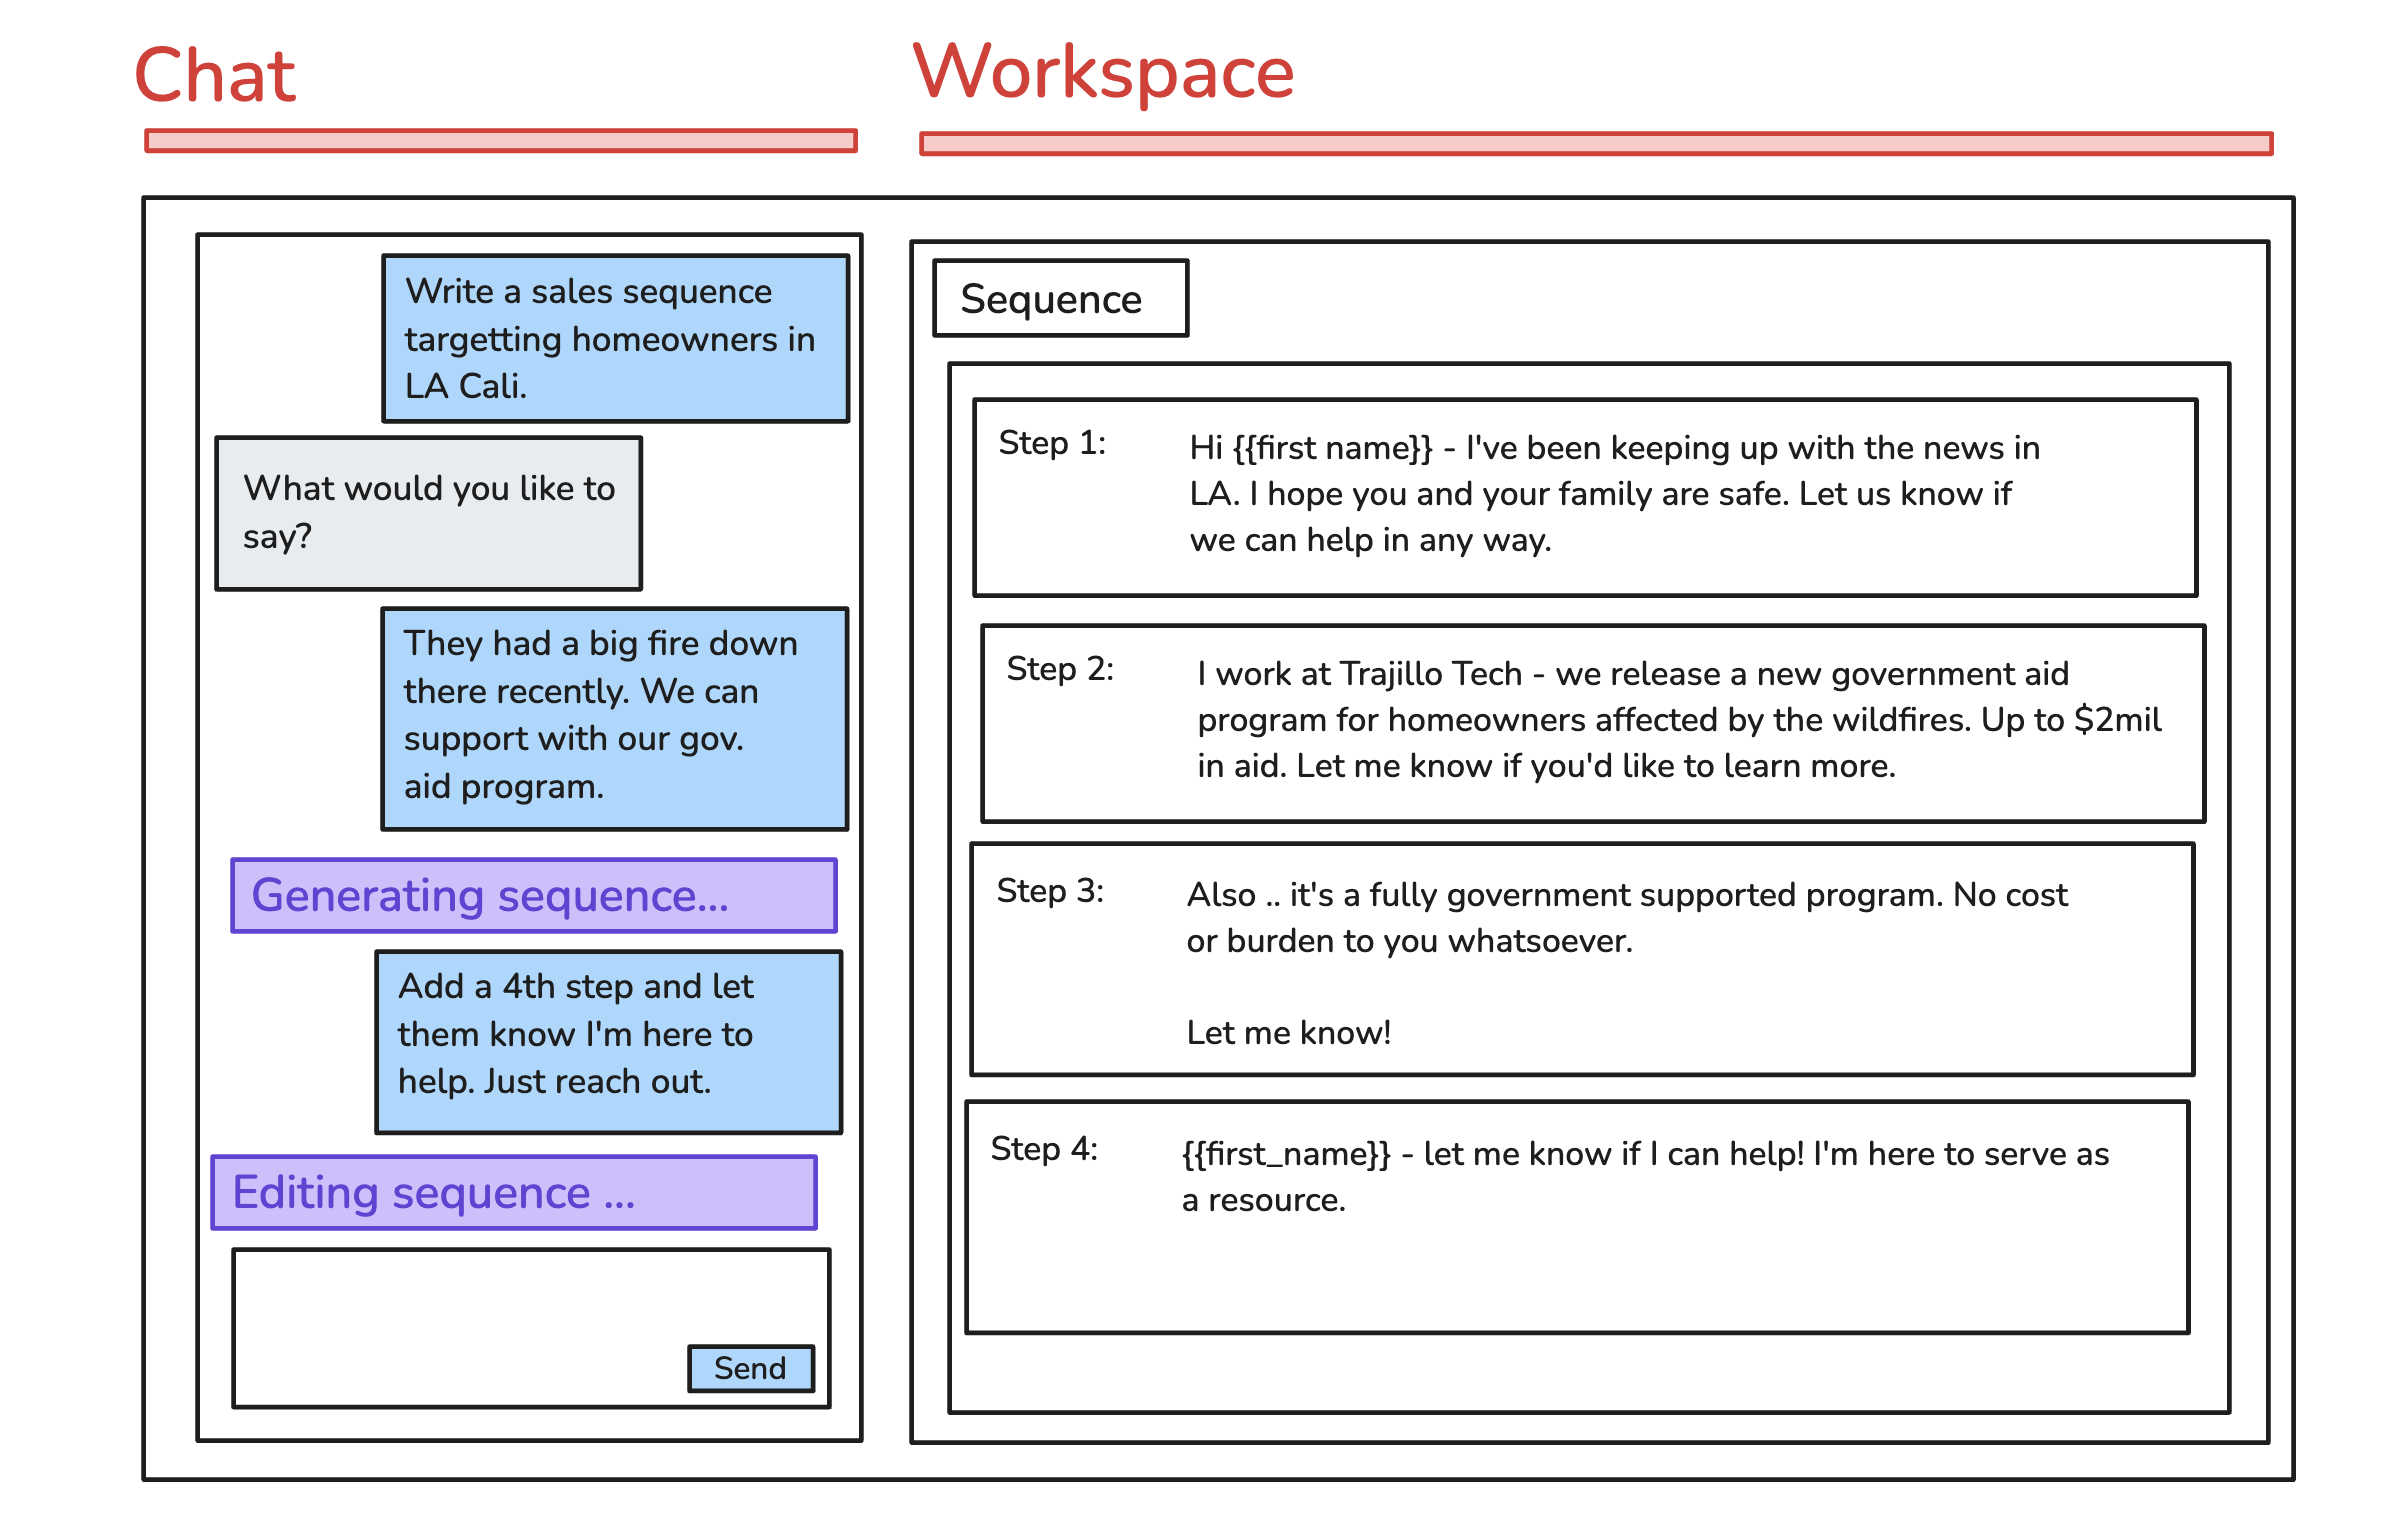 Chat
Workspace
Write a sales sequence
targetting homeowners in
LA Cali.
What would you like to
say?
They had a big fire down
there recently. We can
support with our gov.
aid program.
Generating sequence...
Add a 4th step and let
them know I'm here to
help. Just reach out.
Editing sequence ...
Send
Sequence
Step 1:
Hi {{first name}} - I've been keeping up with the news in
LA. I hope you and your family are safe. Let us know if
we can help in any way.
Step 2:
I work at Trajillo Tech - we release a new government aid
program for homeowners affected by the wildfires. Up to $2mil
in aid. Let me know if you'd like to learn more.
Step 3:
Also .. it's a fully government supported program. No cost
or burden to you whatsoever.
Let me know!
Step 4:
{{first_name}} - let me know if I can help! I'm here to serve as
a resource.